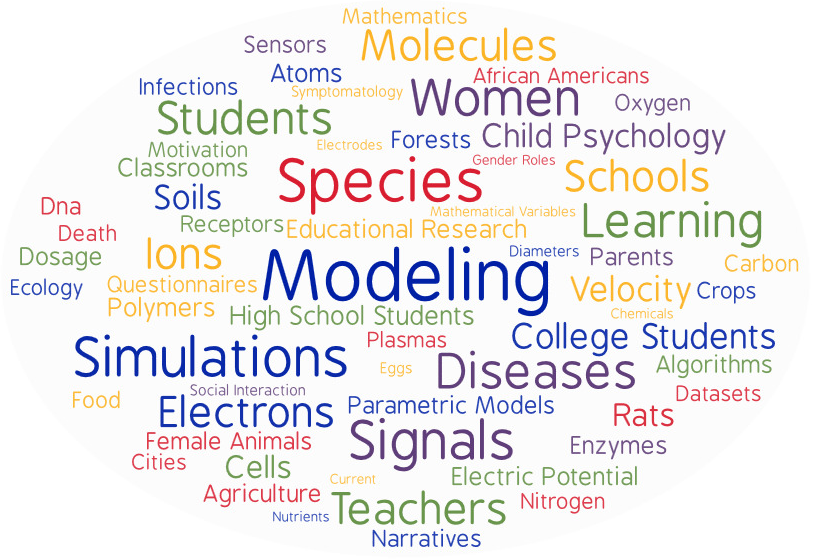 Mathematics
Sensors
Molecules
Atoms
African Americans
Infections
Symptomatology
Women
Oxygen
Students
Electrodes
Forests
Child Psychology
Motivation
Classrooms
Gender Roles
Species
Schools
Soils
Dna
Receptors
Mathematical Variables
Learning
Death
Educational Research
Dosage
Ions
Diameters
Parents
Carbon
Ecology
Questionnaires
Modeling
Velocity
Crops
Polymers
High School Students
Chemicals
Plasmas
College Students
Simulations
Eggs
Diseases
Algorithms
Food
Social Interaction
Datasets
Electrons
Parametric Models
Rats
Female Animals
Signals
Enzymes
Cities
Cells
Current
Electric Potential
Agriculture
Teachers
Nitrogen
Nutrients
Narratives